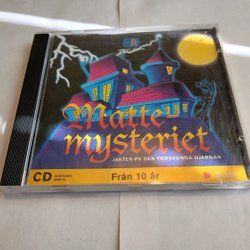 Matte
mysteriet
JAKTEN PÅ DEN FÖRSVUNNA HJÄRNAN
CD
Från 10 år